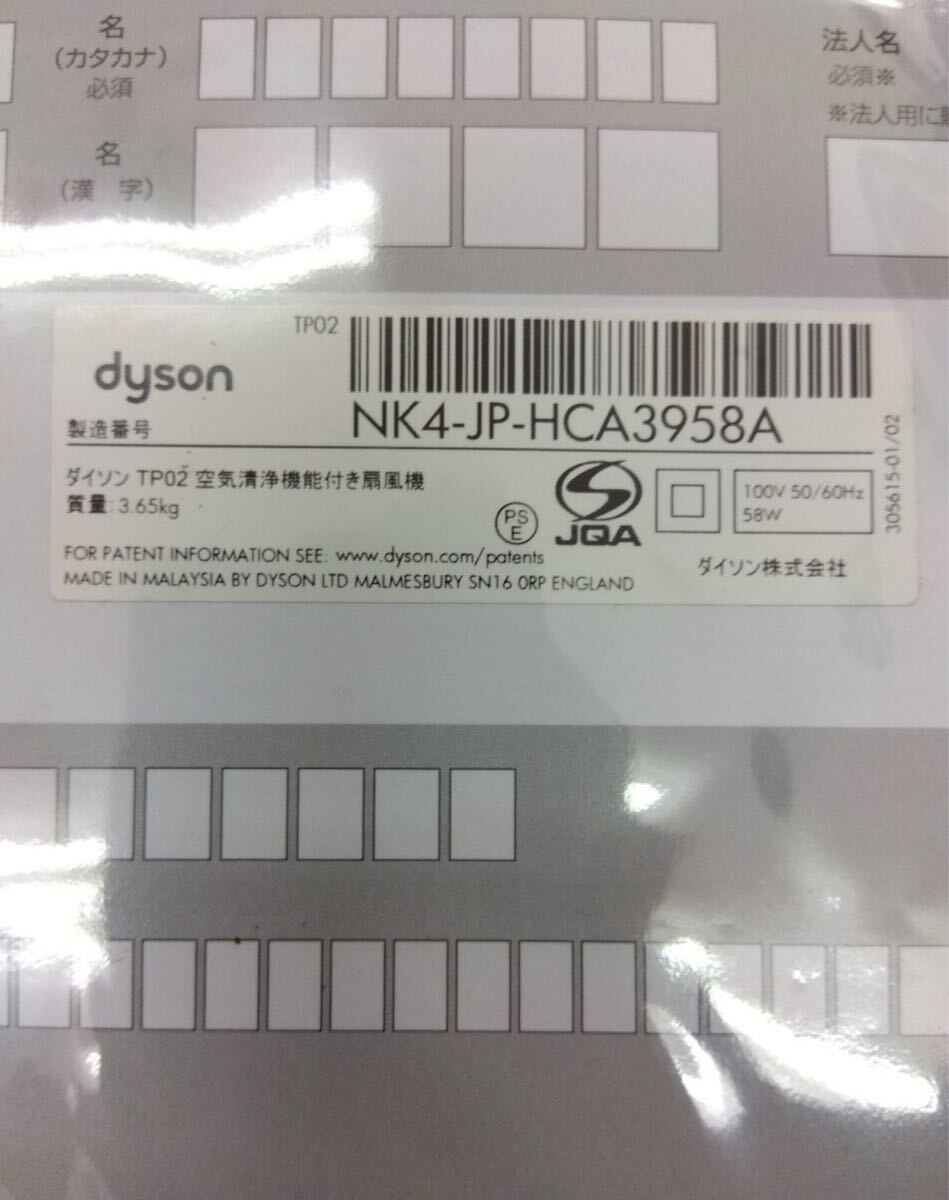 名
(カタカナ)
必須
名
(漢 字)
法人名
必須※
※法人用に
TP02
dyson
製造番号
NK4-JP-HCA3958A
ダイソン TP02 空気清浄機能付き扇風機
質量:3.65kg
PS
E
JQA
100V 50/60Hz
58W
305615-01/02
FOR PATENT INFORMATION SEE: www.dyson.com/patents
MADE IN MALAYSIA BY DYSON LTD MALMESBURY SN16 0RP ENGLAND
ダイソン株式会社